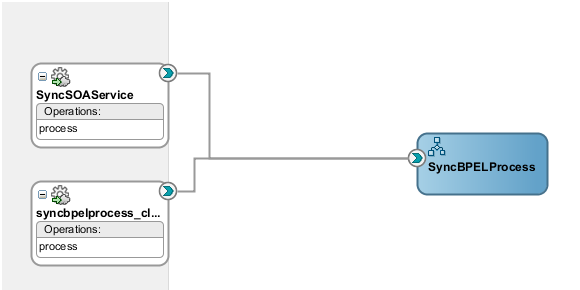 SyncSOAService
Operations:
process
syncbpelprocess_cl...
Operations:
process
SyncBPELProcess